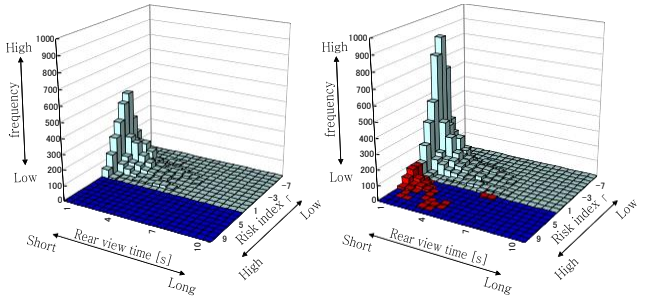 High
frequency
Low
1000
900
800
700
600
500
400
300
200
100
0
1
4
7
10
Rear view time [s]
Short
Long
9
5
1
-3
-7
Risk index r
Low
High
High
frequency
Low
1000
900
800
700
600
500
400
300
200
100
0
1
4
7
10
Rear view time [s]
Short
Long
9
5
1
-3
-7
Risk index r
Low
High